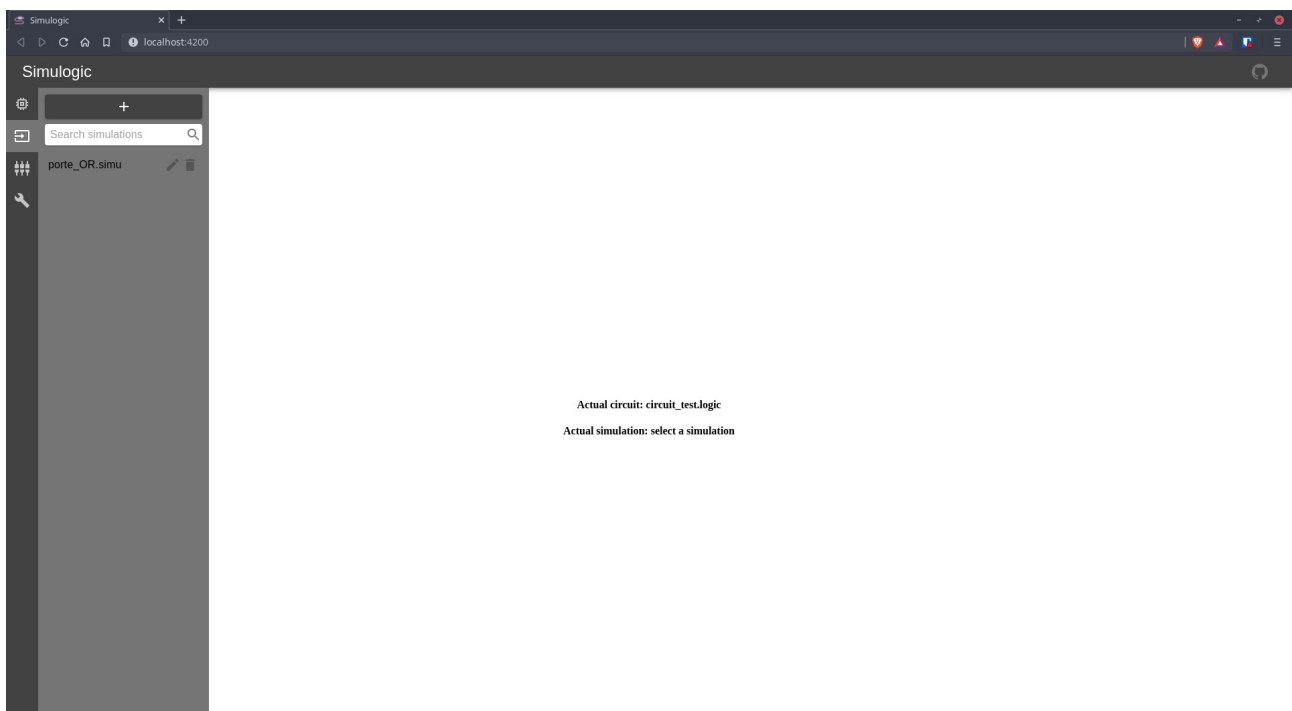 Simulogic
localhost:4200
Simulogic
+
Search simulations
porte_OR.simu
Actual circuit: circuit_test.logic
Actual simulation: select a simulation